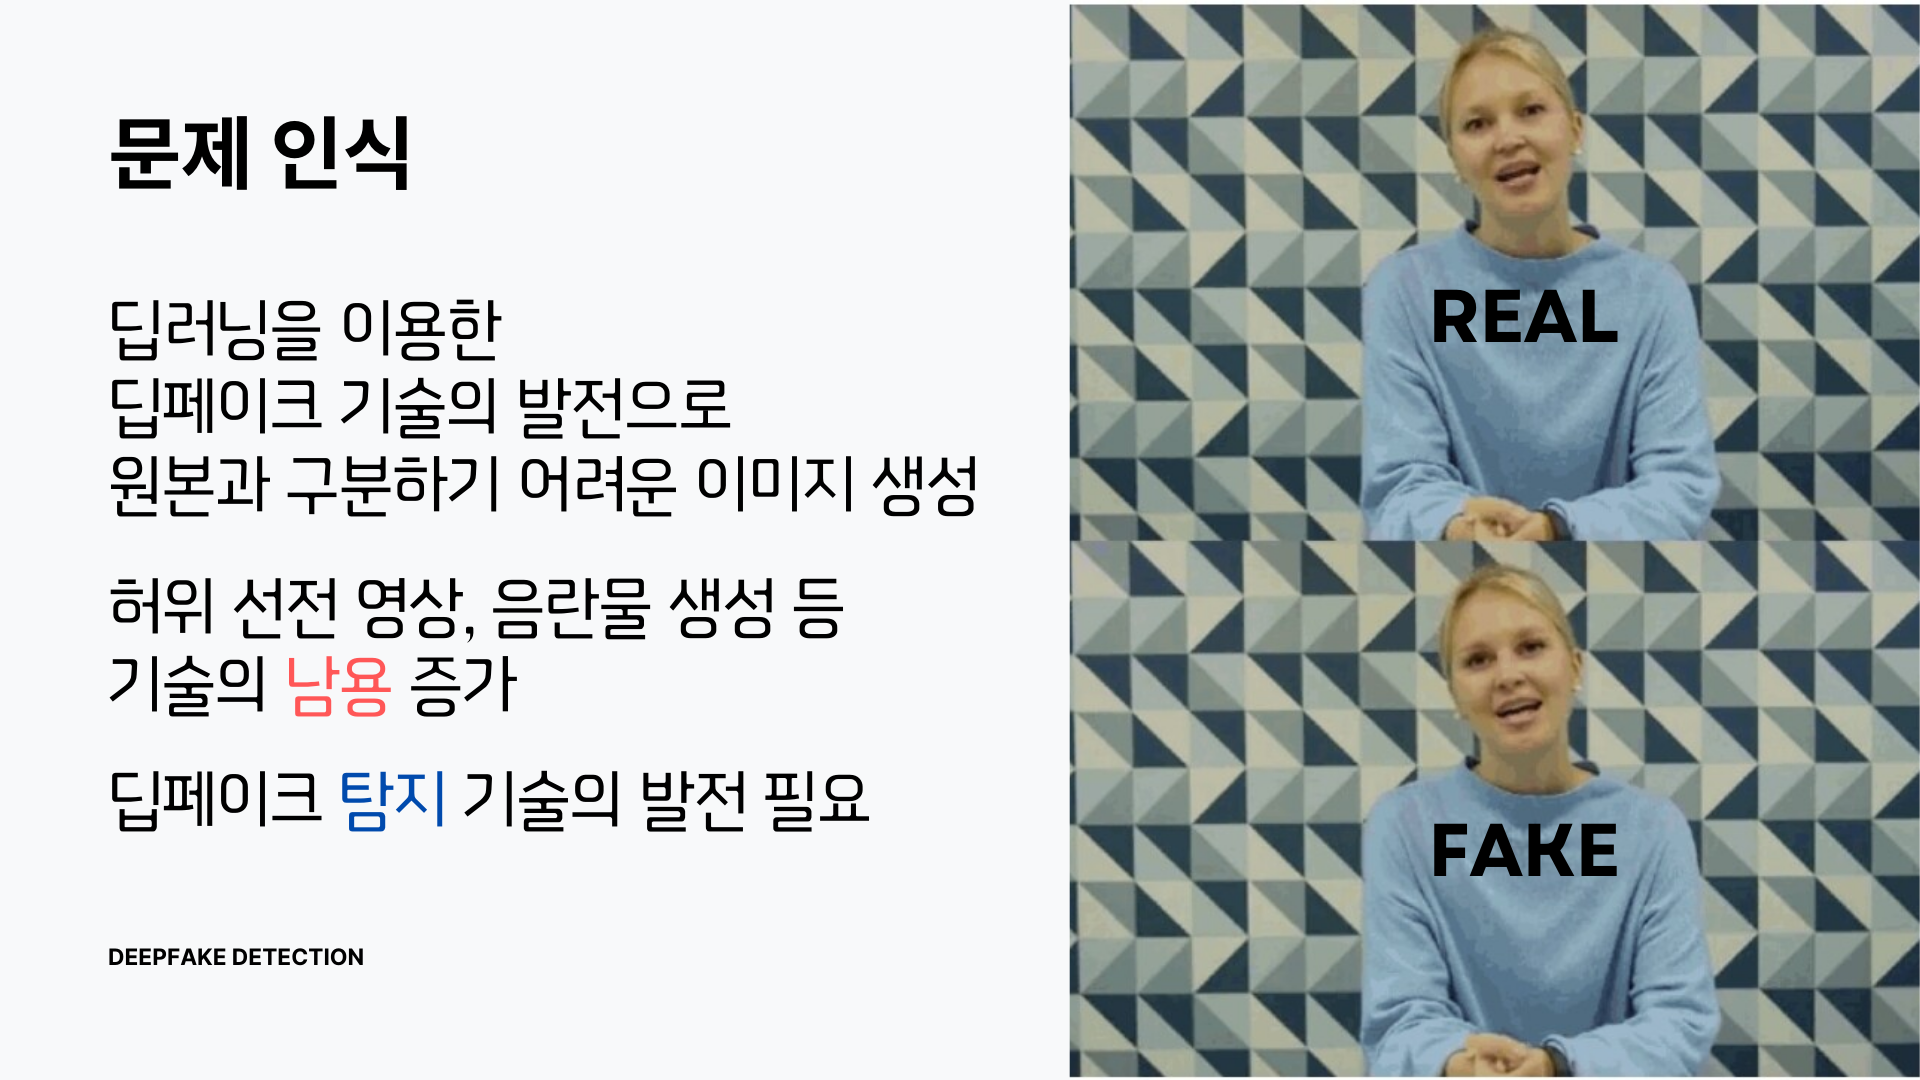 문제 인식
딥러닝을 이용한
딥페이크 기술의 발전으로
원본과 구분하기 어려운 이미지 생성
허위 선전 영상, 음란물 생성 등
기술의 남용 증가
딥페이크 탐지 기술의 발전 필요
DEEPFAKE DETECTION
REAL
FAKE